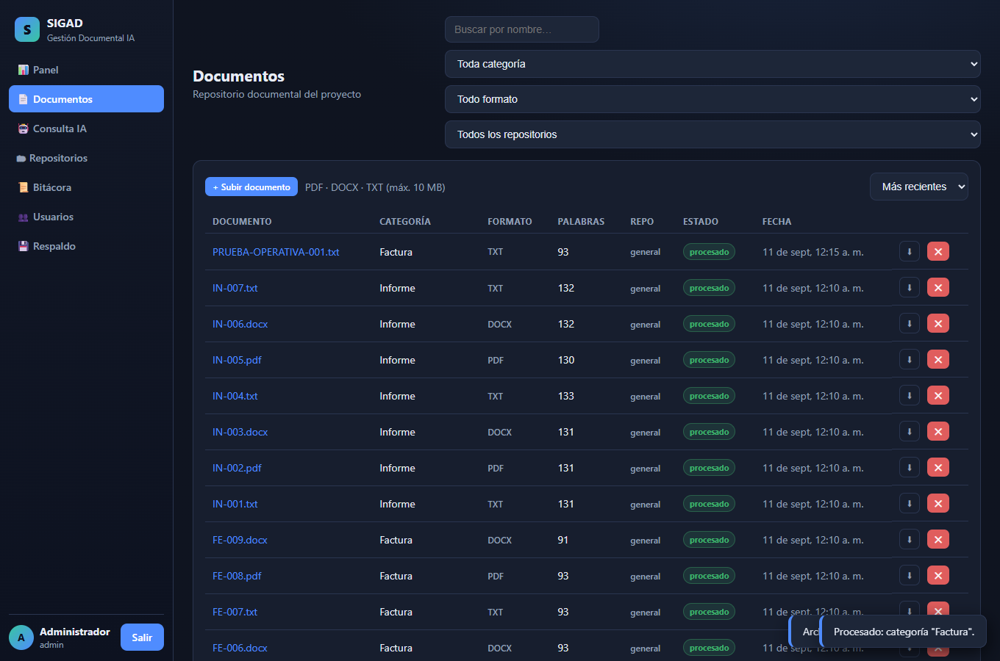 S
SIGAD
Gestión Documental IA
Panel
Documentos
Consulta IA
Repositorios
Bitácora
Usuarios
Respaldo
A
Administrador
admin
Salir
Documentos
Repositorio documental del proyecto
Buscar por nombre...
Toda categoría
Todo formato
Todos los repositorios
+ Subir documento PDF · DOCX · TXT (máx. 10 MB) Más recientes
DOCUMENTO CATEGORÍA FORMATO PALABRAS REPO ESTADO FECHA
PRUEBA-OPERATIVA-001.txt Factura TXT 93 general procesado 11 de sept, 12:15 a. m.
IN-007.txt Informe TXT 132 general procesado 11 de sept, 12:10 a. m.
IN-006.docx Informe DOCX 132 general procesado 11 de sept, 12:10 a. m.
IN-005.pdf Informe PDF 130 general procesado 11 de sept, 12:10 a. m.
IN-004.txt Informe TXT 133 general procesado 11 de sept, 12:10 a. m.
IN-003.docx Informe DOCX 131 general procesado 11 de sept, 12:10 a. m.
IN-002.pdf Informe PDF 131 general procesado 11 de sept, 12:10 a. m.
IN-001.txt Informe TXT 131 general procesado 11 de sept, 12:10 a. m.
FE-009.docx Factura DOCX 91 general procesado 11 de sept, 12:10 a. m.
FE-008.pdf Factura PDF 93 general procesado 11 de sept, 12:10 a. m.
FE-007.txt Factura TXT 93 general procesado 11 de sept, 12:10 a. m.
FE-006.docx Factura DOCX 93 general procesado 11 de sept, 12:10 a. m.
Procesado: categoría "Factura".